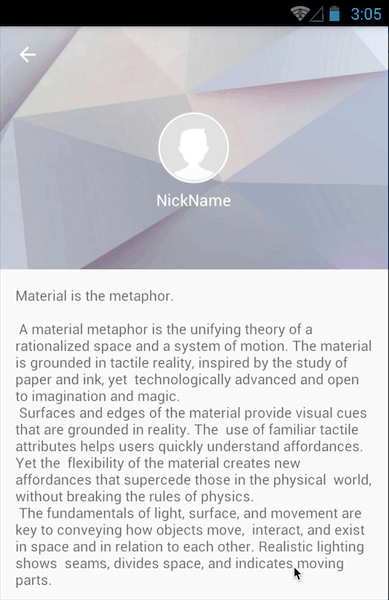 3:05
NickName
Material is the metaphor.
A material metaphor is the unifying theory of a
rationalized space and a system of motion. The material
is grounded in tactile reality, inspired by the study of
paper and ink, yet  technologically advanced and open
to imagination and magic.
Surfaces and edges of the material provide visual cues
that are grounded in reality. The  use of familiar tactile
attributes helps users quickly understand affordances.
Yet the  flexibility of the material creates new
affordances that supercede those in the physical  world,
without breaking the rules of physics.
The fundamentals of light, surface, and movement are
key to conveying how objects move,  interact, and exist
in space and in relation to each other. Realistic lighting
shows  seams, divides space, and indicates moving
parts.